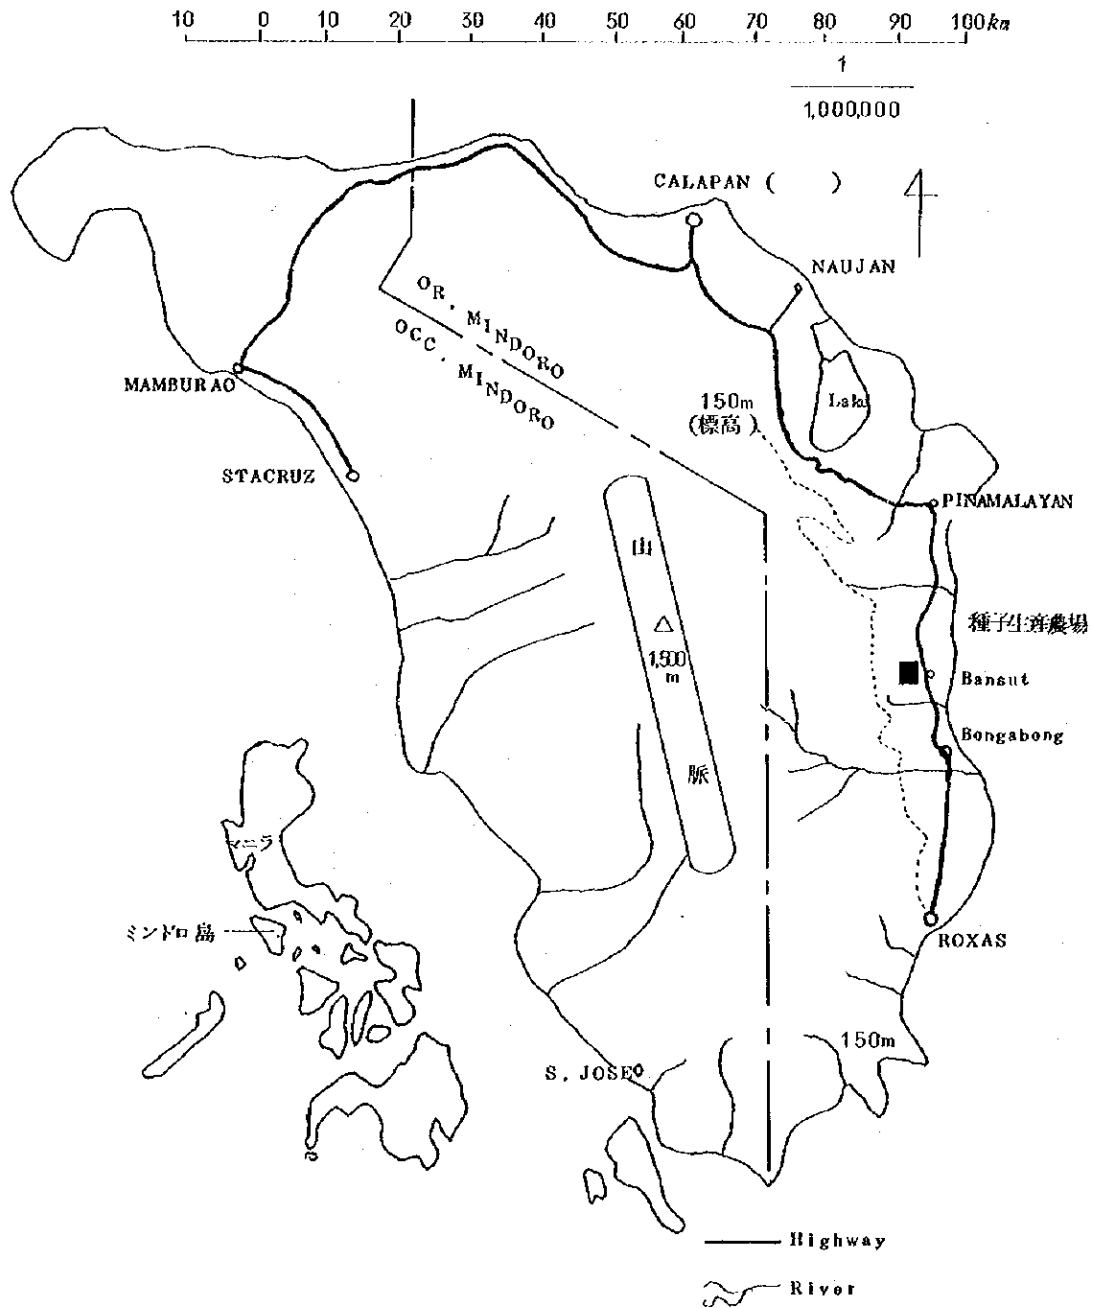 10 0 10 20 30 40 50 60 70 80 90 100km
1
1,000,000
CALAPAN ( )
NAUJAN
OR. MINDORO
OCC. MINDORO
MAMBURAO
150m
(標高)
Lake
STACRUZ
PINAMALAYAN
山
△
1,500
m
脈
種子生産農場
Bansut
Bongabong
マニラ
ミンドロ島
ROXAS
150m
S. JOSE
Highway
River